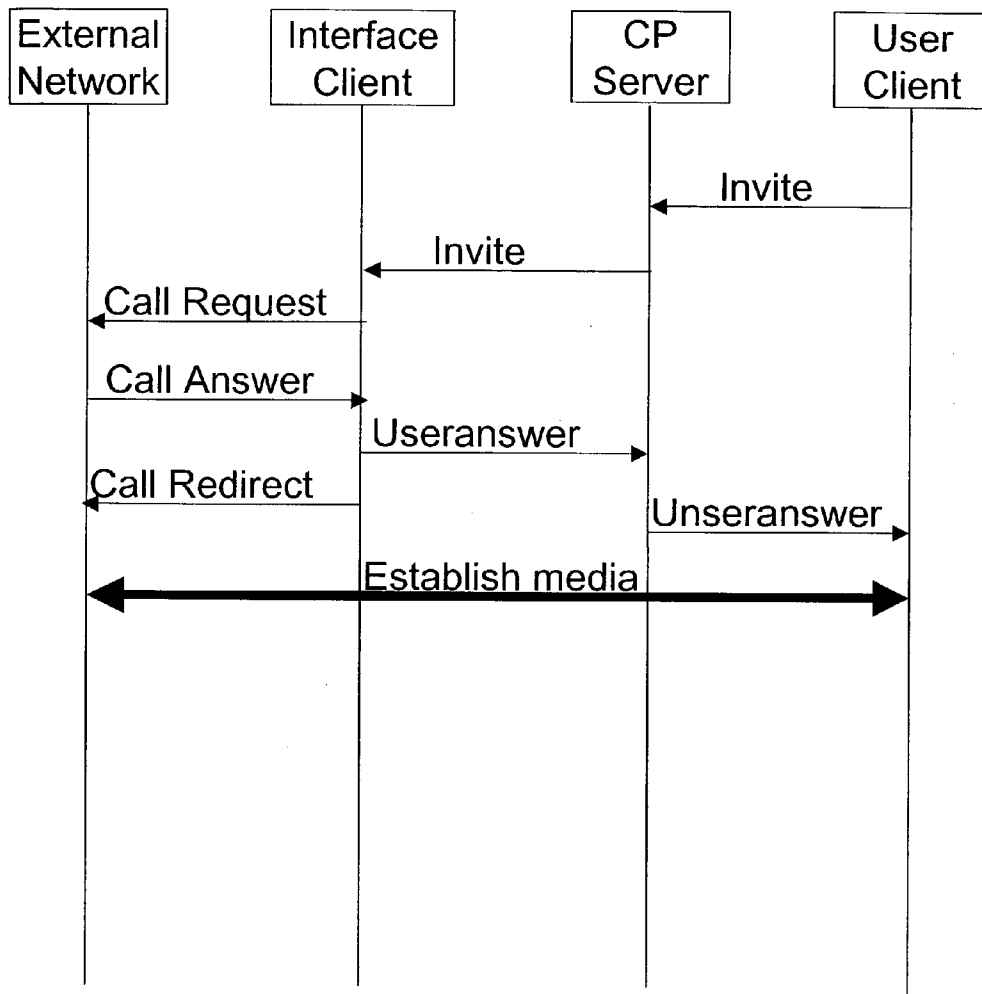 External
Network
Interface
Client
CP
Server
User
Client
Invite
Invite
Call Request
Call Answer
Useranswer
Call Redirect
Unseranswer
Establish media